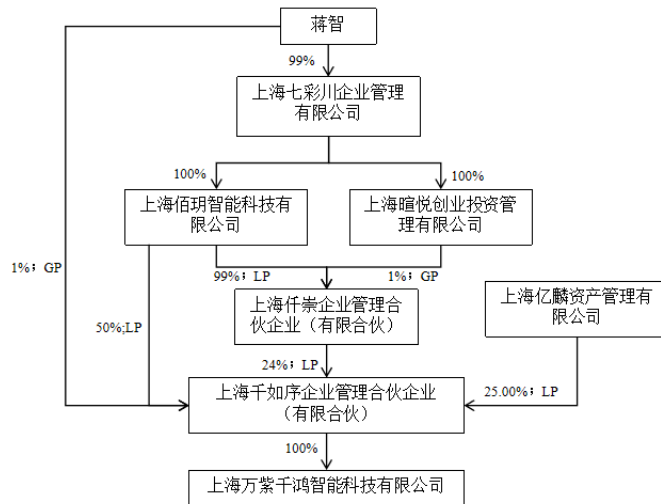 蒋智
99%
上海七彩川企业管理
有限公司
100%
100%
上海佰玥智能科技有
限公司
上海暄悦创业投资管
理有限公司
1%；GP
99%；LP
1%；GP
上海仟崇企业管理合
伙企业（有限合伙）
上海亿麟资产管理有
限公司
50%;LP
24%；LP
25.00%；LP
上海千如序企业管理合伙企业
（有限合伙）
100%
上海万紫千鸿智能科技有限公司